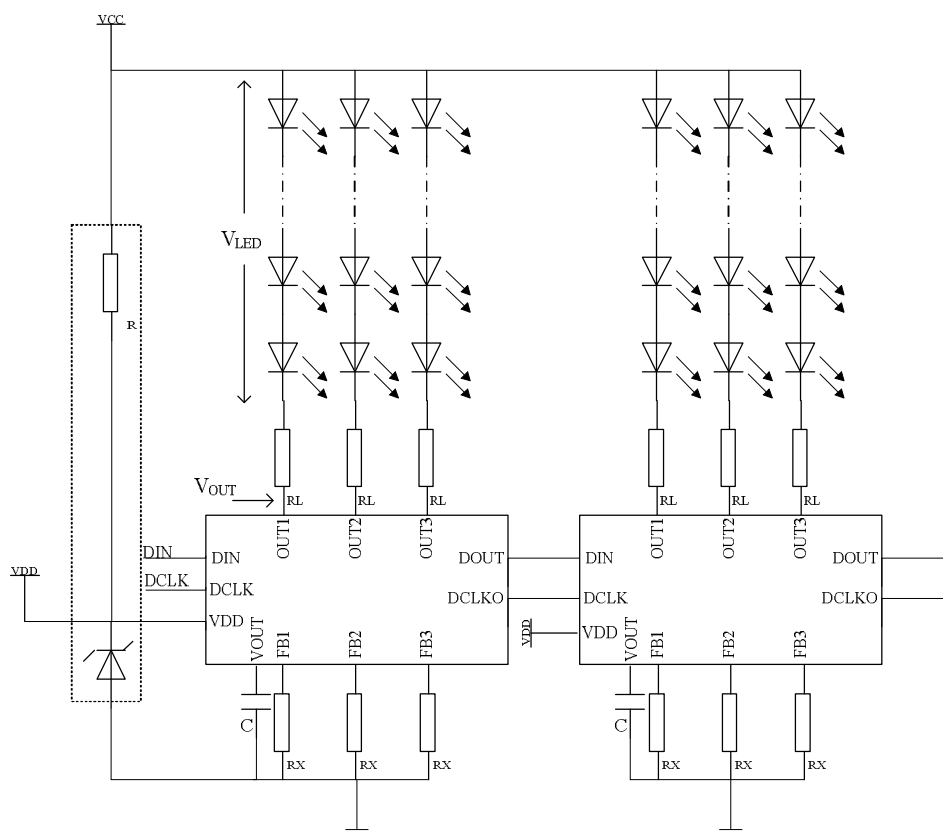 VCC
V_LED
R
V_OUT
RL RL RL RL RL RL
OUT1 OUT2 OUT3 OUT1 OUT2 OUT3
DIN DIN DOUT DIN DOUT
VDD DCLK DCLK DCLKO DCLK DCLKO
VDD VDD VDD
VOUT FB1 FB2 FB3 VOUT FB1 FB2 FB3
C C
RX RX RX RX RX RX